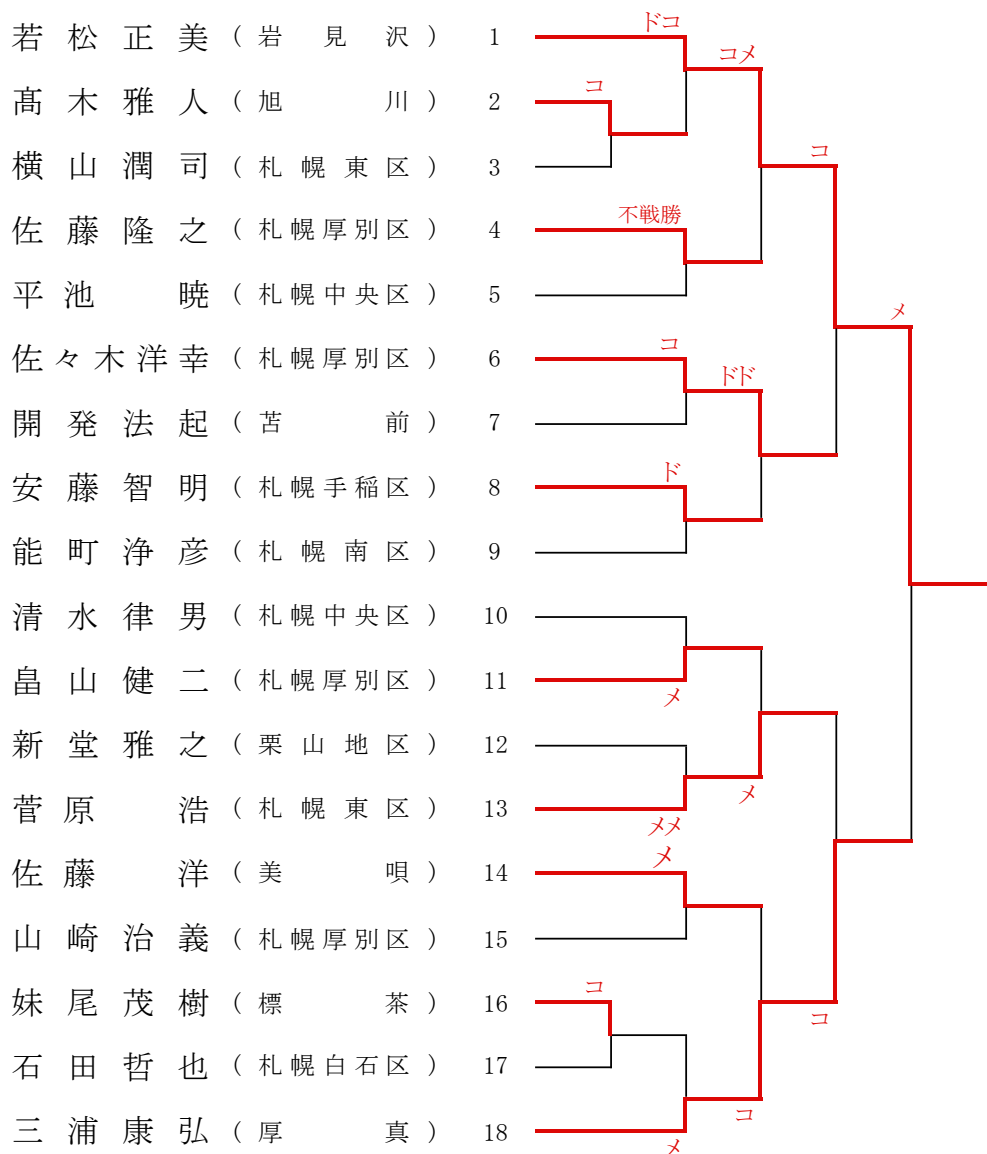 若松正美 (岩見沢) 1
髙木雅人 (旭川) 2
横山潤司 (札幌東区) 3
佐藤隆之 (札幌厚別区) 4
平池 暁 (札幌中央区) 5
佐々木洋幸 (札幌厚別区) 6
開発法起 (苫前) 7
安藤智明 (札幌手稲区) 8
能町浄彦 (札幌南区) 9
清水律男 (札幌中央区) 10
畠山健二 (札幌厚別区) 11
新堂雅之 (栗山地区) 12
菅原 浩 (札幌東区) 13
佐藤 洋 (美唄) 14
山崎治義 (札幌厚別区) 15
妹尾茂樹 (標茶) 16
石田哲也 (札幌白石区) 17
三浦康弘 (厚真) 18
ドコ
コメ
コ
コ
不戦勝
メ
コ
ドド
ド
メ
メ
メメ
メ
コ
コ
コ
メ